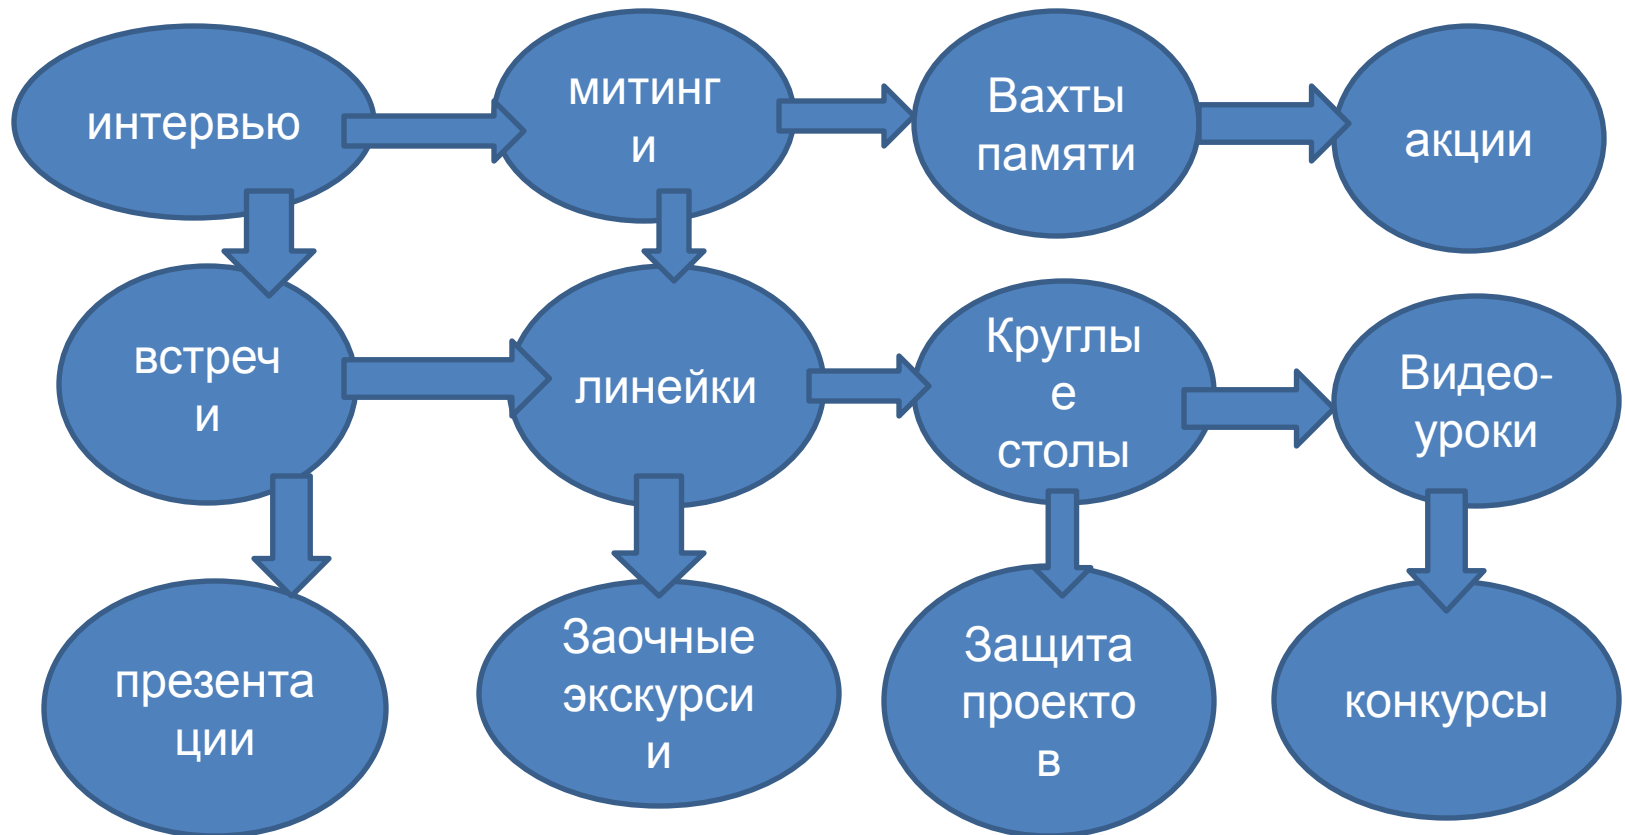 интервью
митинг
и
Вахты
памяти
акции
встреч
и
линейки
Круглы
е
столы
Видео-
уроки
презента
ции
Заочные
экскурси
и
Защита
проекто
в
конкурсы